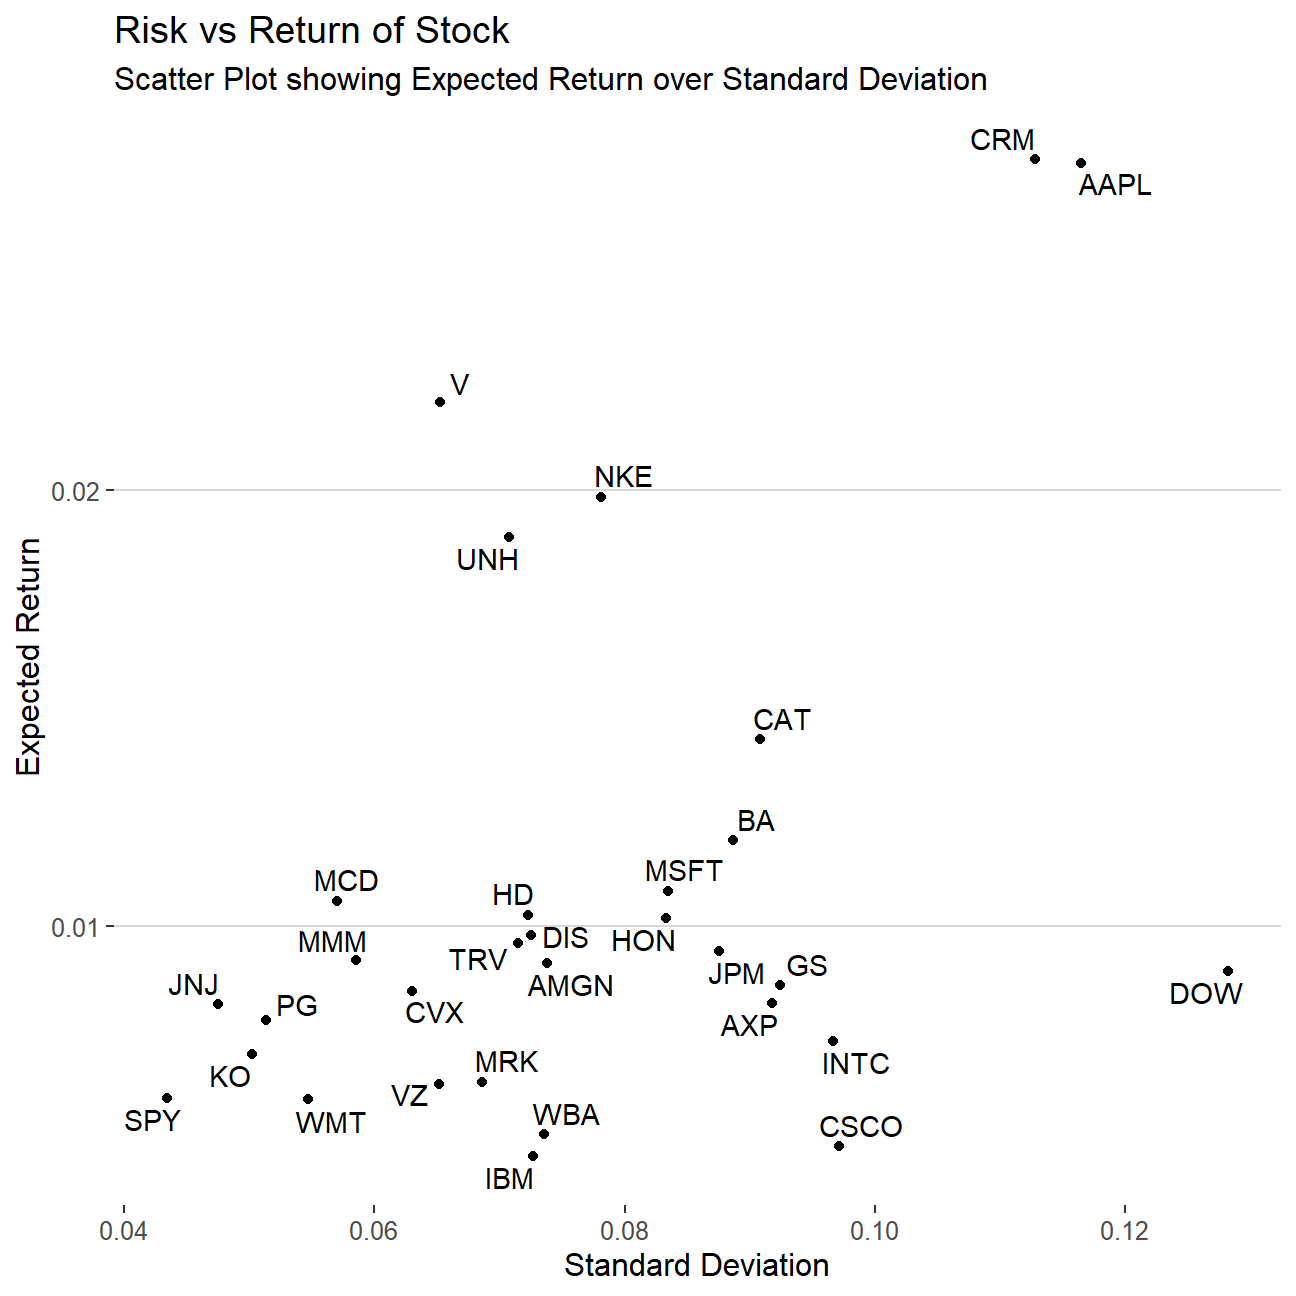 Risk vs Return of Stock
Scatter Plot showing Expected Return over Standard Deviation
CRM
AAPL
V
NKE
0.02
UNH
Expected Return
CAT
BA
MSFT
MCD
HD
0.01
DIS
HON
MMM
TRV
GS
JPM
AMGN
JNJ
DOW
PG
CVX
AXP
MRK
INTC
KO
VZ
WBA
SPY
WMT
CSCO
IBM
0.04
0.06
0.08
0.10
0.12
Standard Deviation